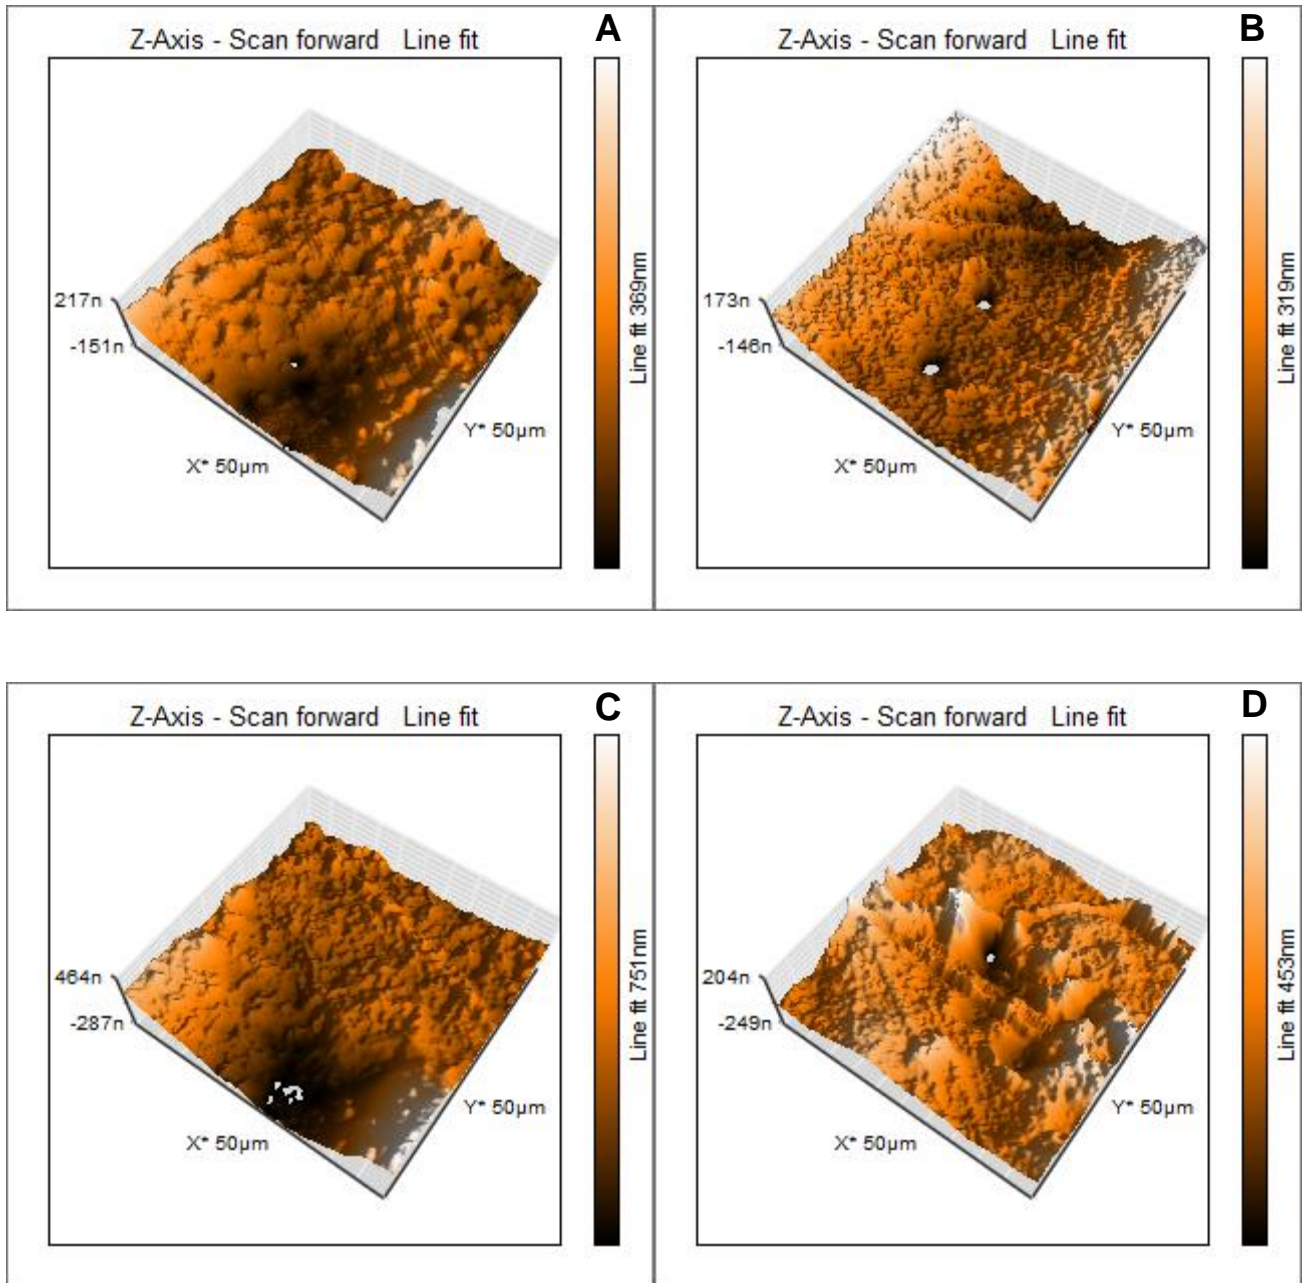 A
Z-Axis - Scan forward Line fit
217n
-151n
X* 50µm
Y* 50µm
Line fit 369nm
B
Z-Axis - Scan forward Line fit
173n
-146n
X* 50µm
Y* 50µm
Line fit 319nm
C
Z-Axis - Scan forward Line fit
464n
-287n
X* 50µm
Y* 50µm
Line fit 751nm
D
Z-Axis - Scan forward Line fit
204n
-249n
X* 50µm
Y* 50µm
Line fit 453nm